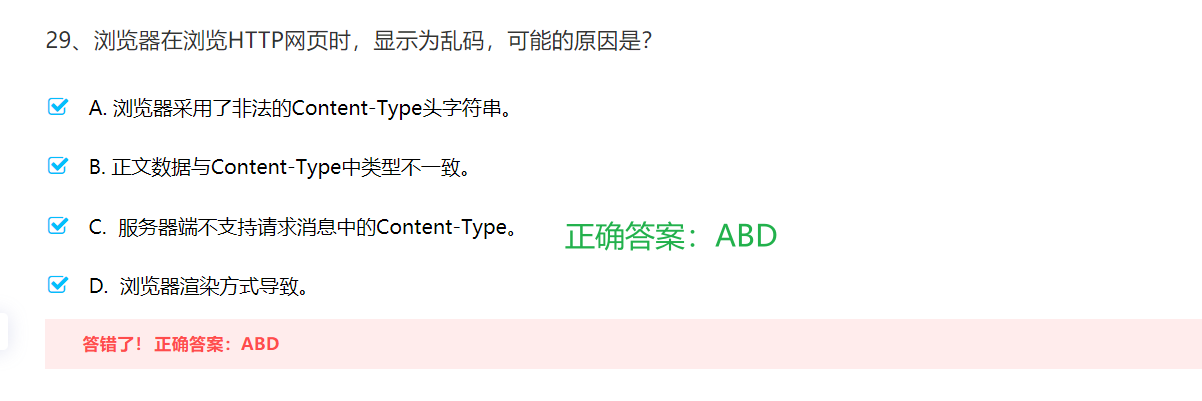 29、浏览器在浏览HTTP网页时，显示为乱码，可能的原因是？
A. 浏览器采用了非法的Content-Type头字符串。
B. 正文数据与Content-Type中类型不一致。
C. 服务器端不支持请求消息中的Content-Type。
正确答案：ABD
D. 浏览器渲染方式导致。
答错了！正确答案：ABD